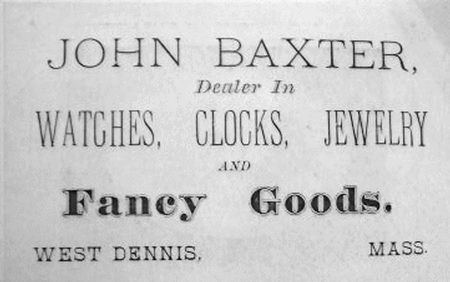 JOHN BAXTER,
Dealer In
WATCHES, CLOCKS, JEWELRY
AND
Fancy Goods.
WEST DENNIS, MASS.